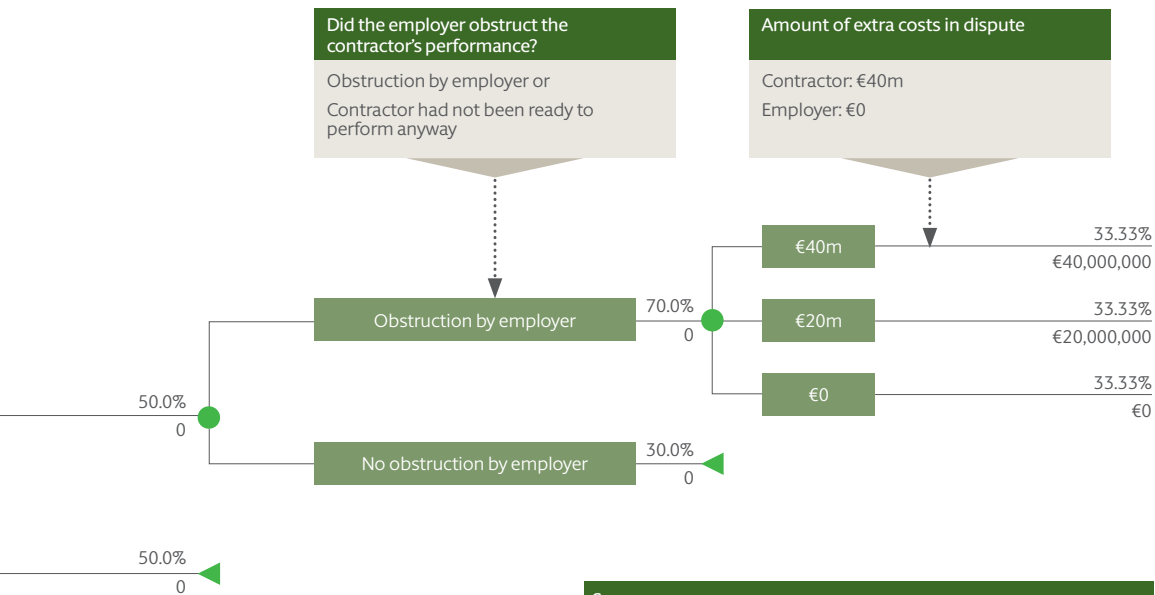 Did the employer obstruct the
contractor's performance?
Obstruction by employer or
Contractor had not been ready to
perform anyway
Amount of extra costs in dispute
Contractor: €40m
Employer: €0
€40m
33.33%
€40,000,000
Obstruction by employer
70.0%
0
€20m
33.33%
€20,000,000
€0
33.33%
€0
50.0%
0
No obstruction by employer
30.0%
0
50.0%
0